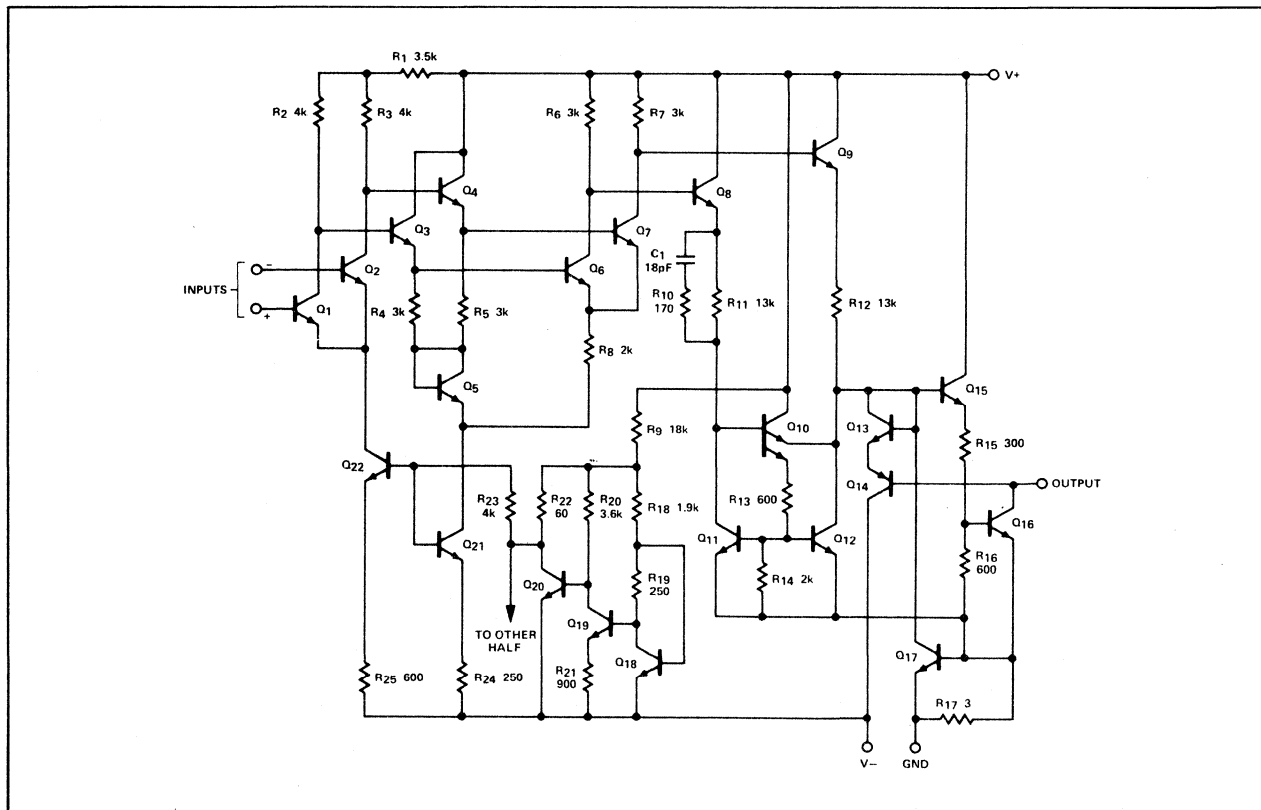 R1 3.5k
V+
R2 4k
R3 4k
R6 3k
R7 3k
Q9
Q4
Q8
Q3
Q7
C1
18pF
INPUTS
−
+
Q2
Q6
Q1
R4 3k
R5 3k
R10
170
R11 13k
R12 13k
R8 2k
Q5
Q15
Q10
Q13
R9 18k
R15 300
Q22
Q14
OUTPUT
R23
4k
R22
60
R20
3.6k
R18 1.9k
R13 600
Q16
Q21
Q11
Q12
R16
600
Q20
R19
250
R14 2k
TO OTHER
HALF
Q19
Q18
Q17
R25 600
R24 250
R21
900
R17 3
V−
GND